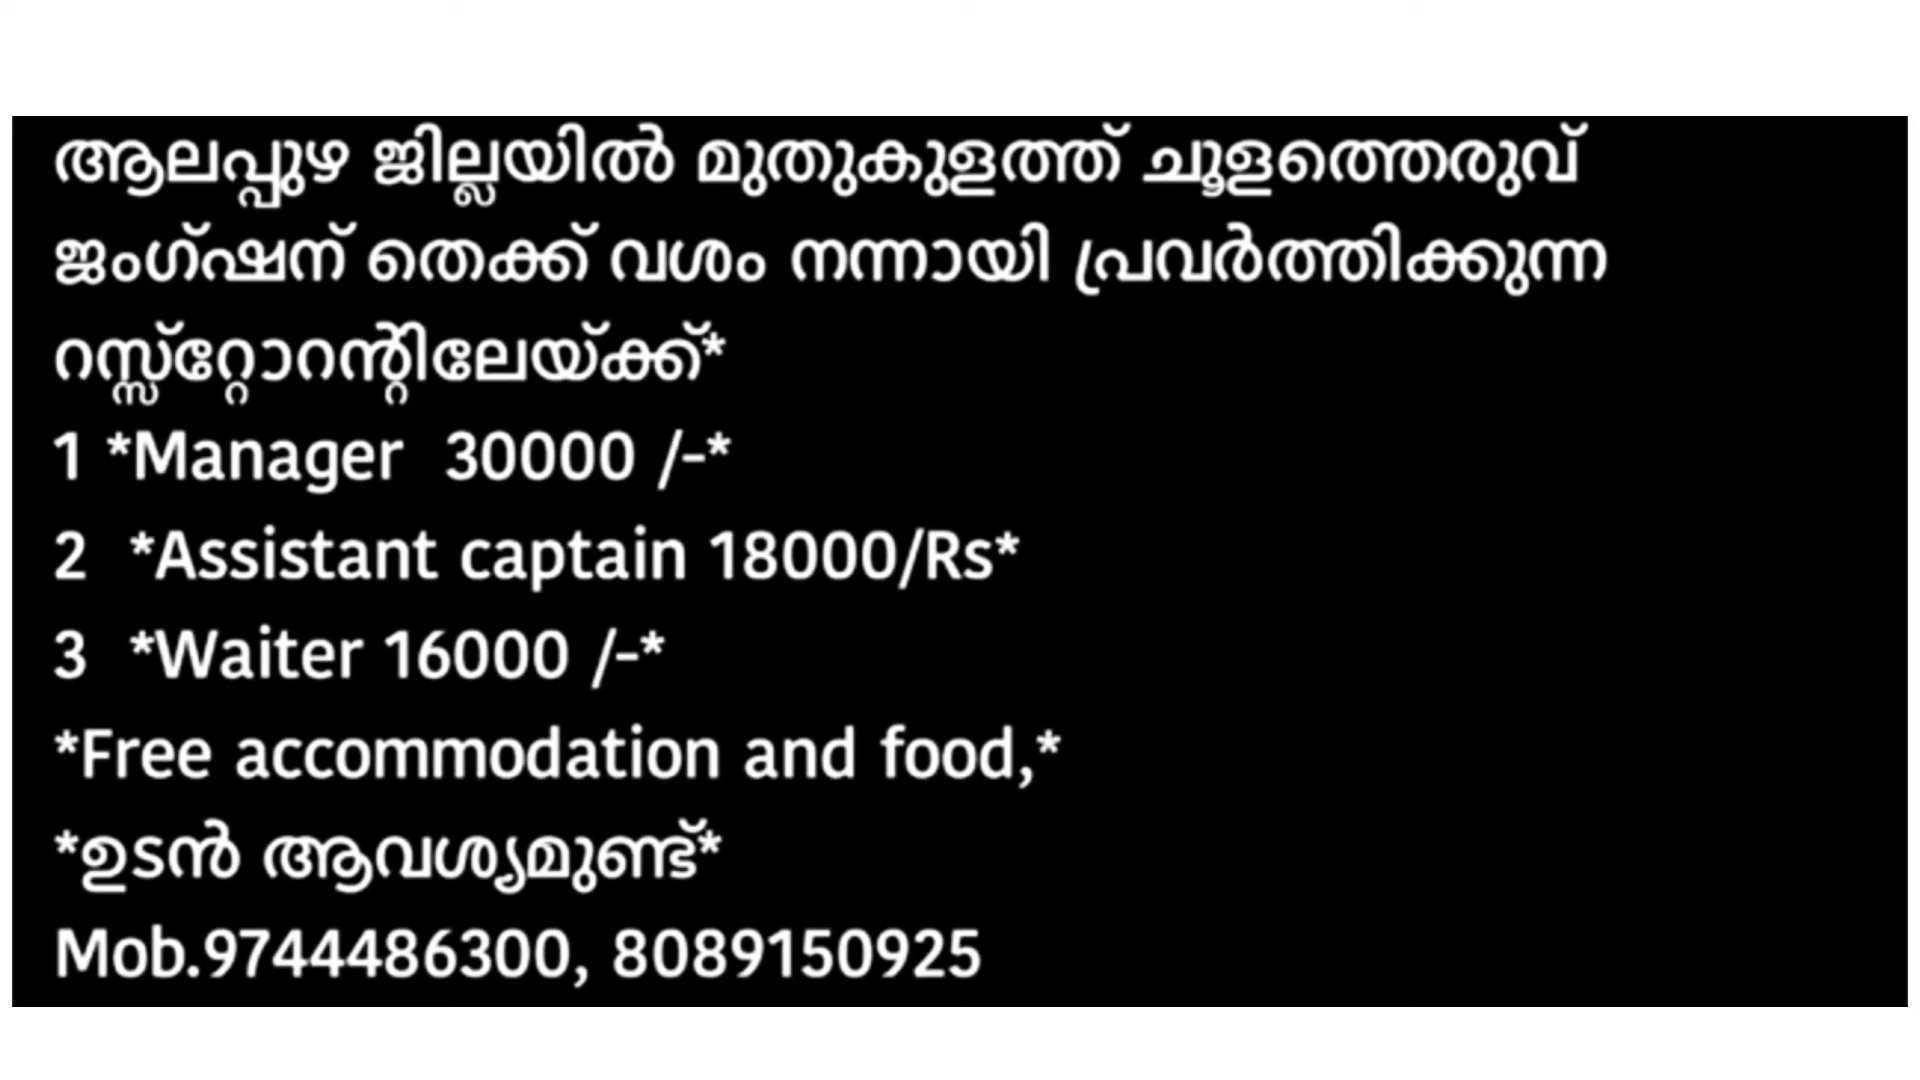 ആലപ്പുഴ ജില്ലയിൽ മുതുകുളത്ത് ചൂളത്തെരുവ്
ജംഗ്ഷന് തെക്ക് വശം നന്നായി പ്രവർത്തിക്കുന്ന
റസ്സ്റ്റോറന്റിലേയ്ക്ക്*
1 *Manager  30000 /-*
2  *Assistant captain 18000/Rs*
3  *Waiter 16000 /-*
*Free accommodation and food,*
*ഉടൻ ആവശ്യമുണ്ട്*
Mob.9744486300, 8089150925